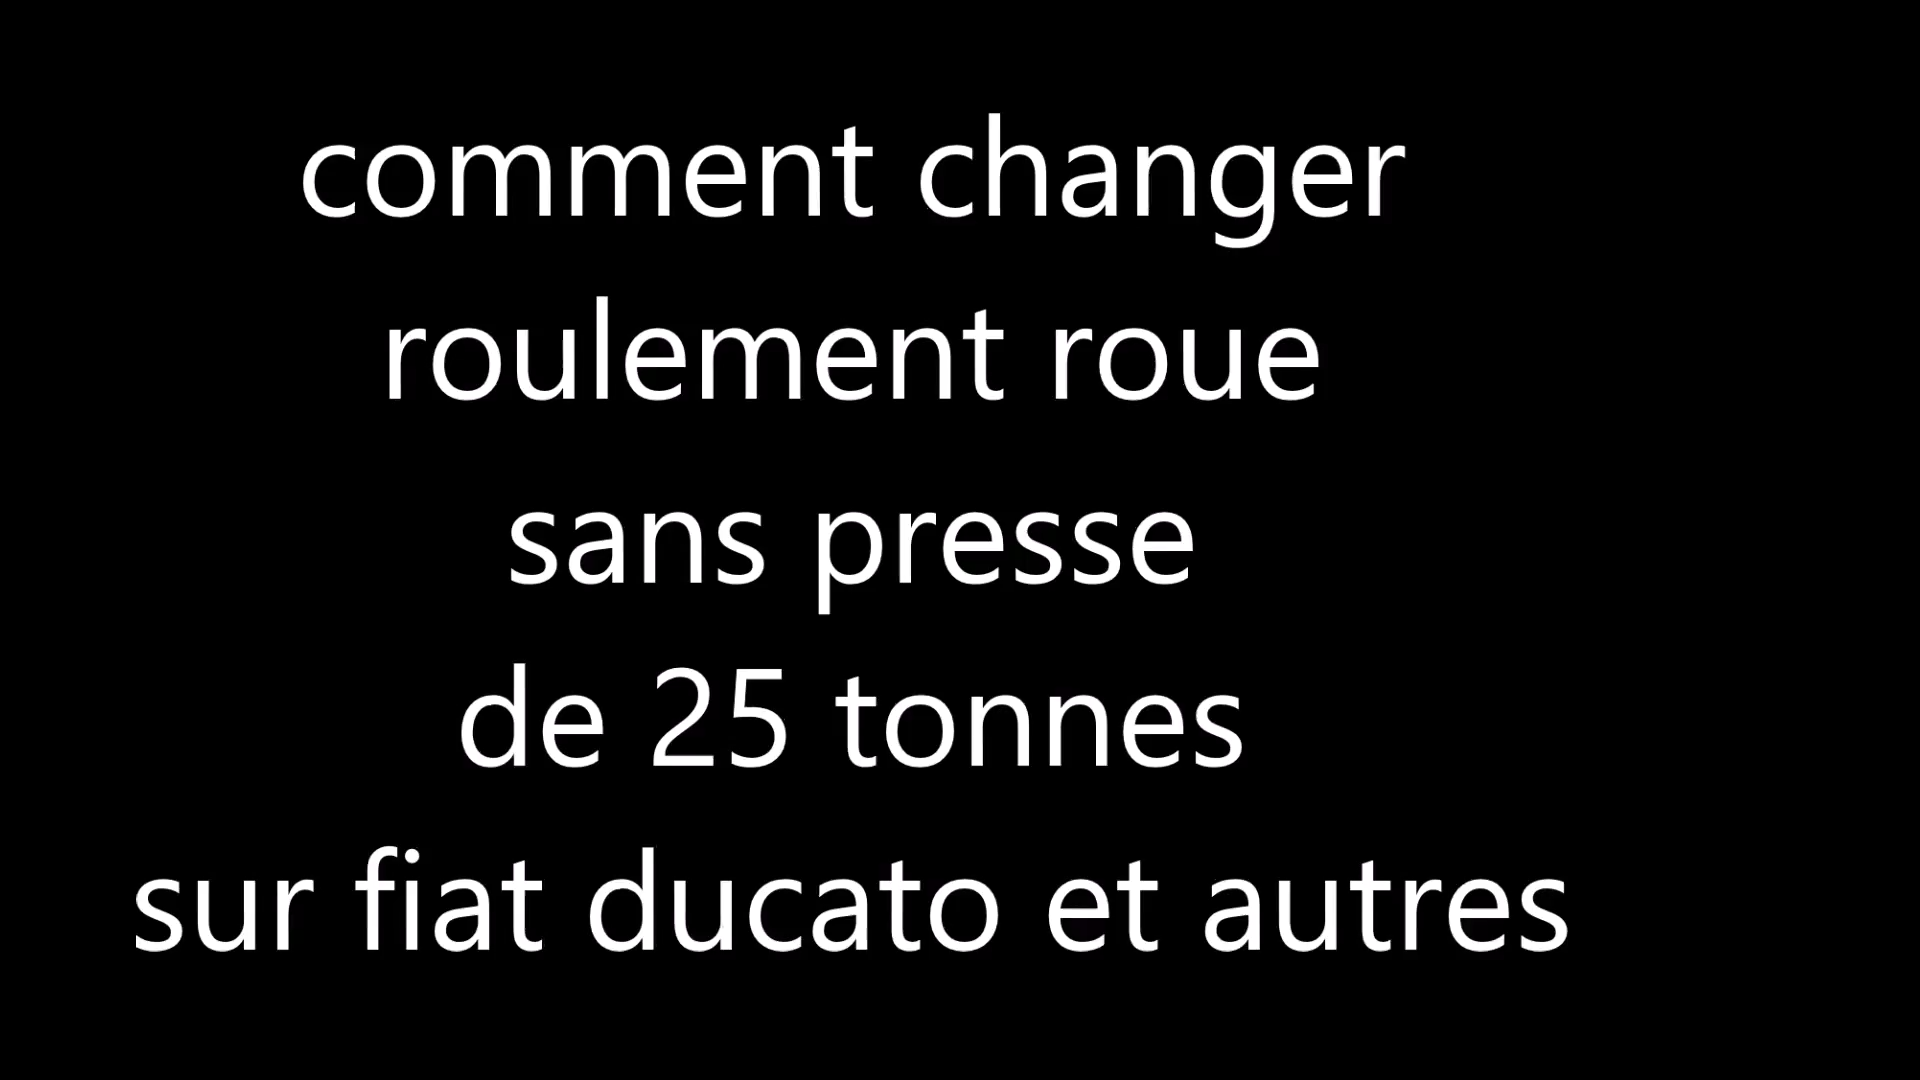 comment changer
roulement roue
sans presse
de 25 tonnes
sur fiat ducato et autres